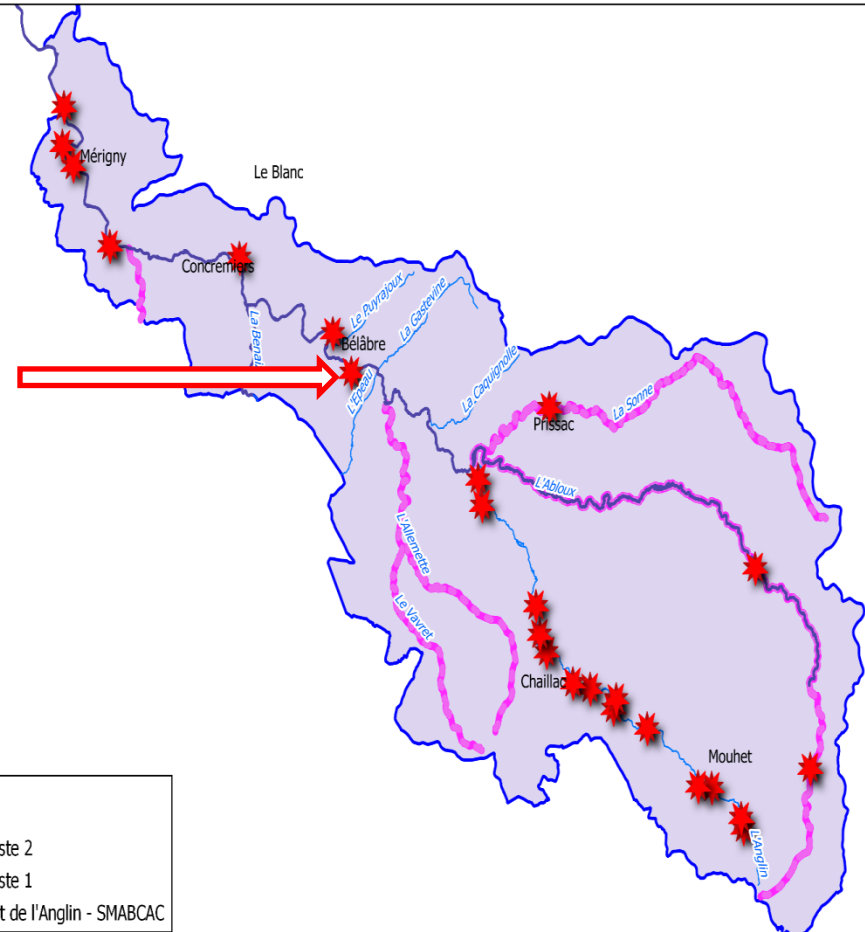 Mérigny
Le Blanc
Concremiers
Le Puyrajoux
La Gastevine
La Benai
Bélâbre
L'Epeau
La Caquignolle
La Sonne
Prissac
L'Abloux
L'Allemette
Le Vavret
Chaillac
Mouhet
L'Anglin
ste 2
ste 1
t de l'Anglin - SMABCAC